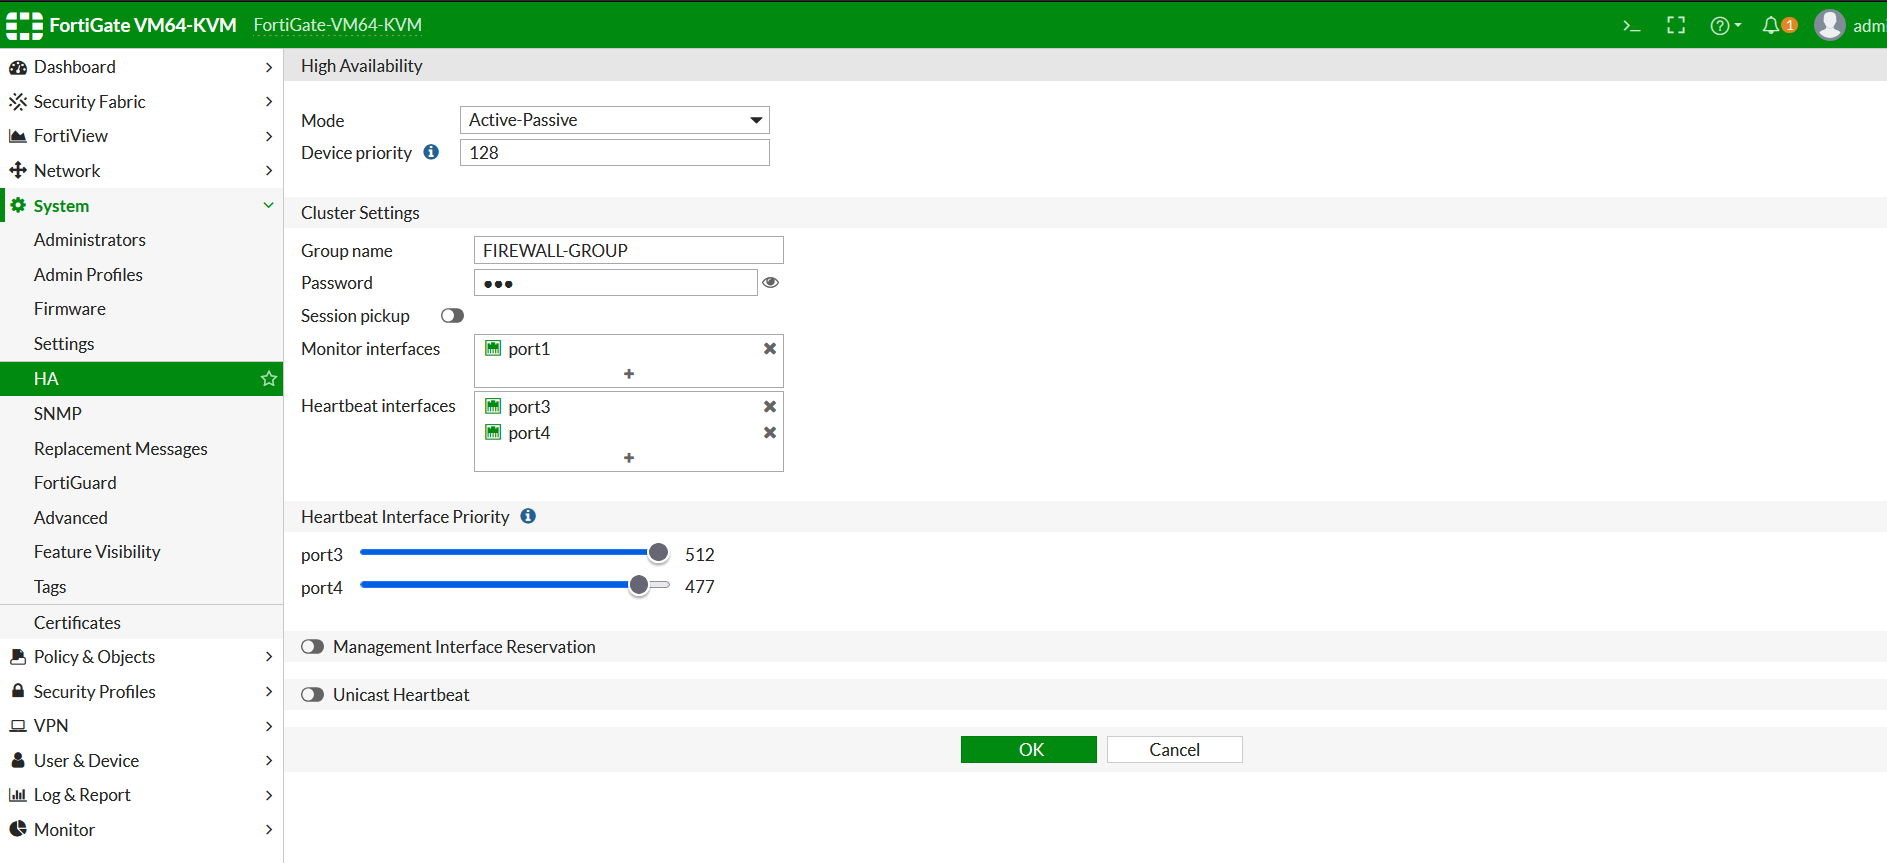 FortiGate VM64-KVM FortiGate-VM64-KVM >_ ? 1 admi
Dashboard
Security Fabric
FortiView
Network
System
Administrators
Admin Profiles
Firmware
Settings
HA
SNMP
Replacement Messages
FortiGuard
Advanced
Feature Visibility
Tags
Certificates
Policy & Objects
Security Profiles
VPN
User & Device
Log & Report
Monitor
High Availability
Mode Active-Passive
Device priority 128
Cluster Settings
Group name FIREWALL-GROUP
Password ●●●
Session pickup
Monitor interfaces port1
+
Heartbeat interfaces port3
port4
+
Heartbeat Interface Priority
port3 512
port4 477
Management Interface Reservation
Unicast Heartbeat
OK Cancel